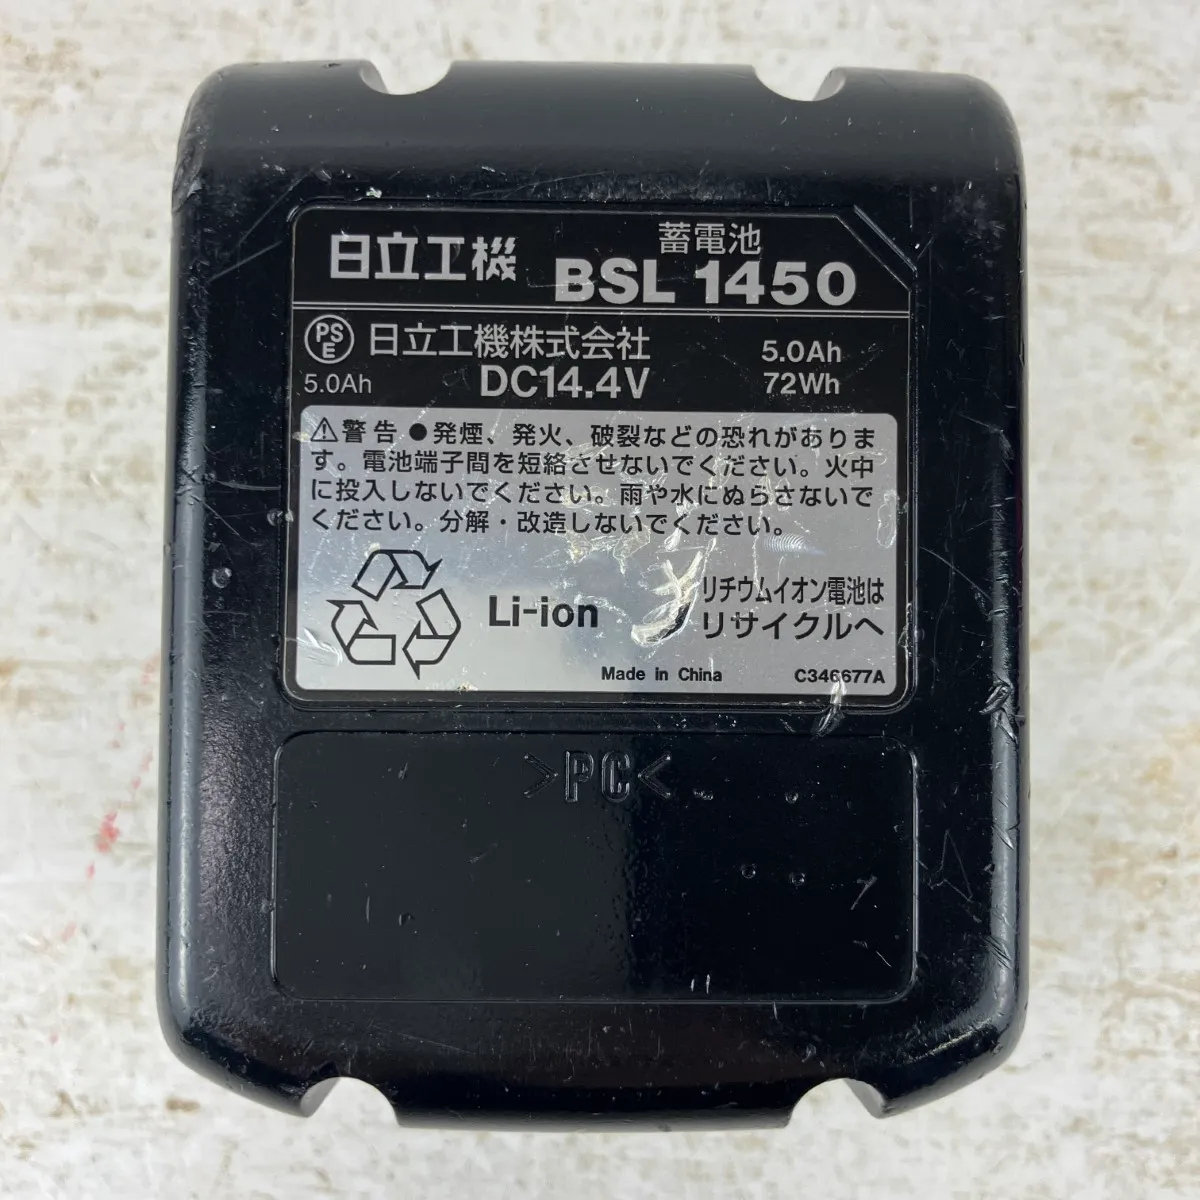 日立工機
蓄電池
BSL 1450
PSE 日立工機株式会社 5.0Ah
5.0Ah DC14.4V 72Wh
⚠警告 ●発煙、発火、破裂などの恐れがありま
す。電池端子間を短絡させないでください。火中
に投入しないでください。雨や水にぬらさないで
ください。分解・改造しないでください。
Li-ion
リチウムイオン電池は
リサイクルへ
Made in China C346677A
>PC<